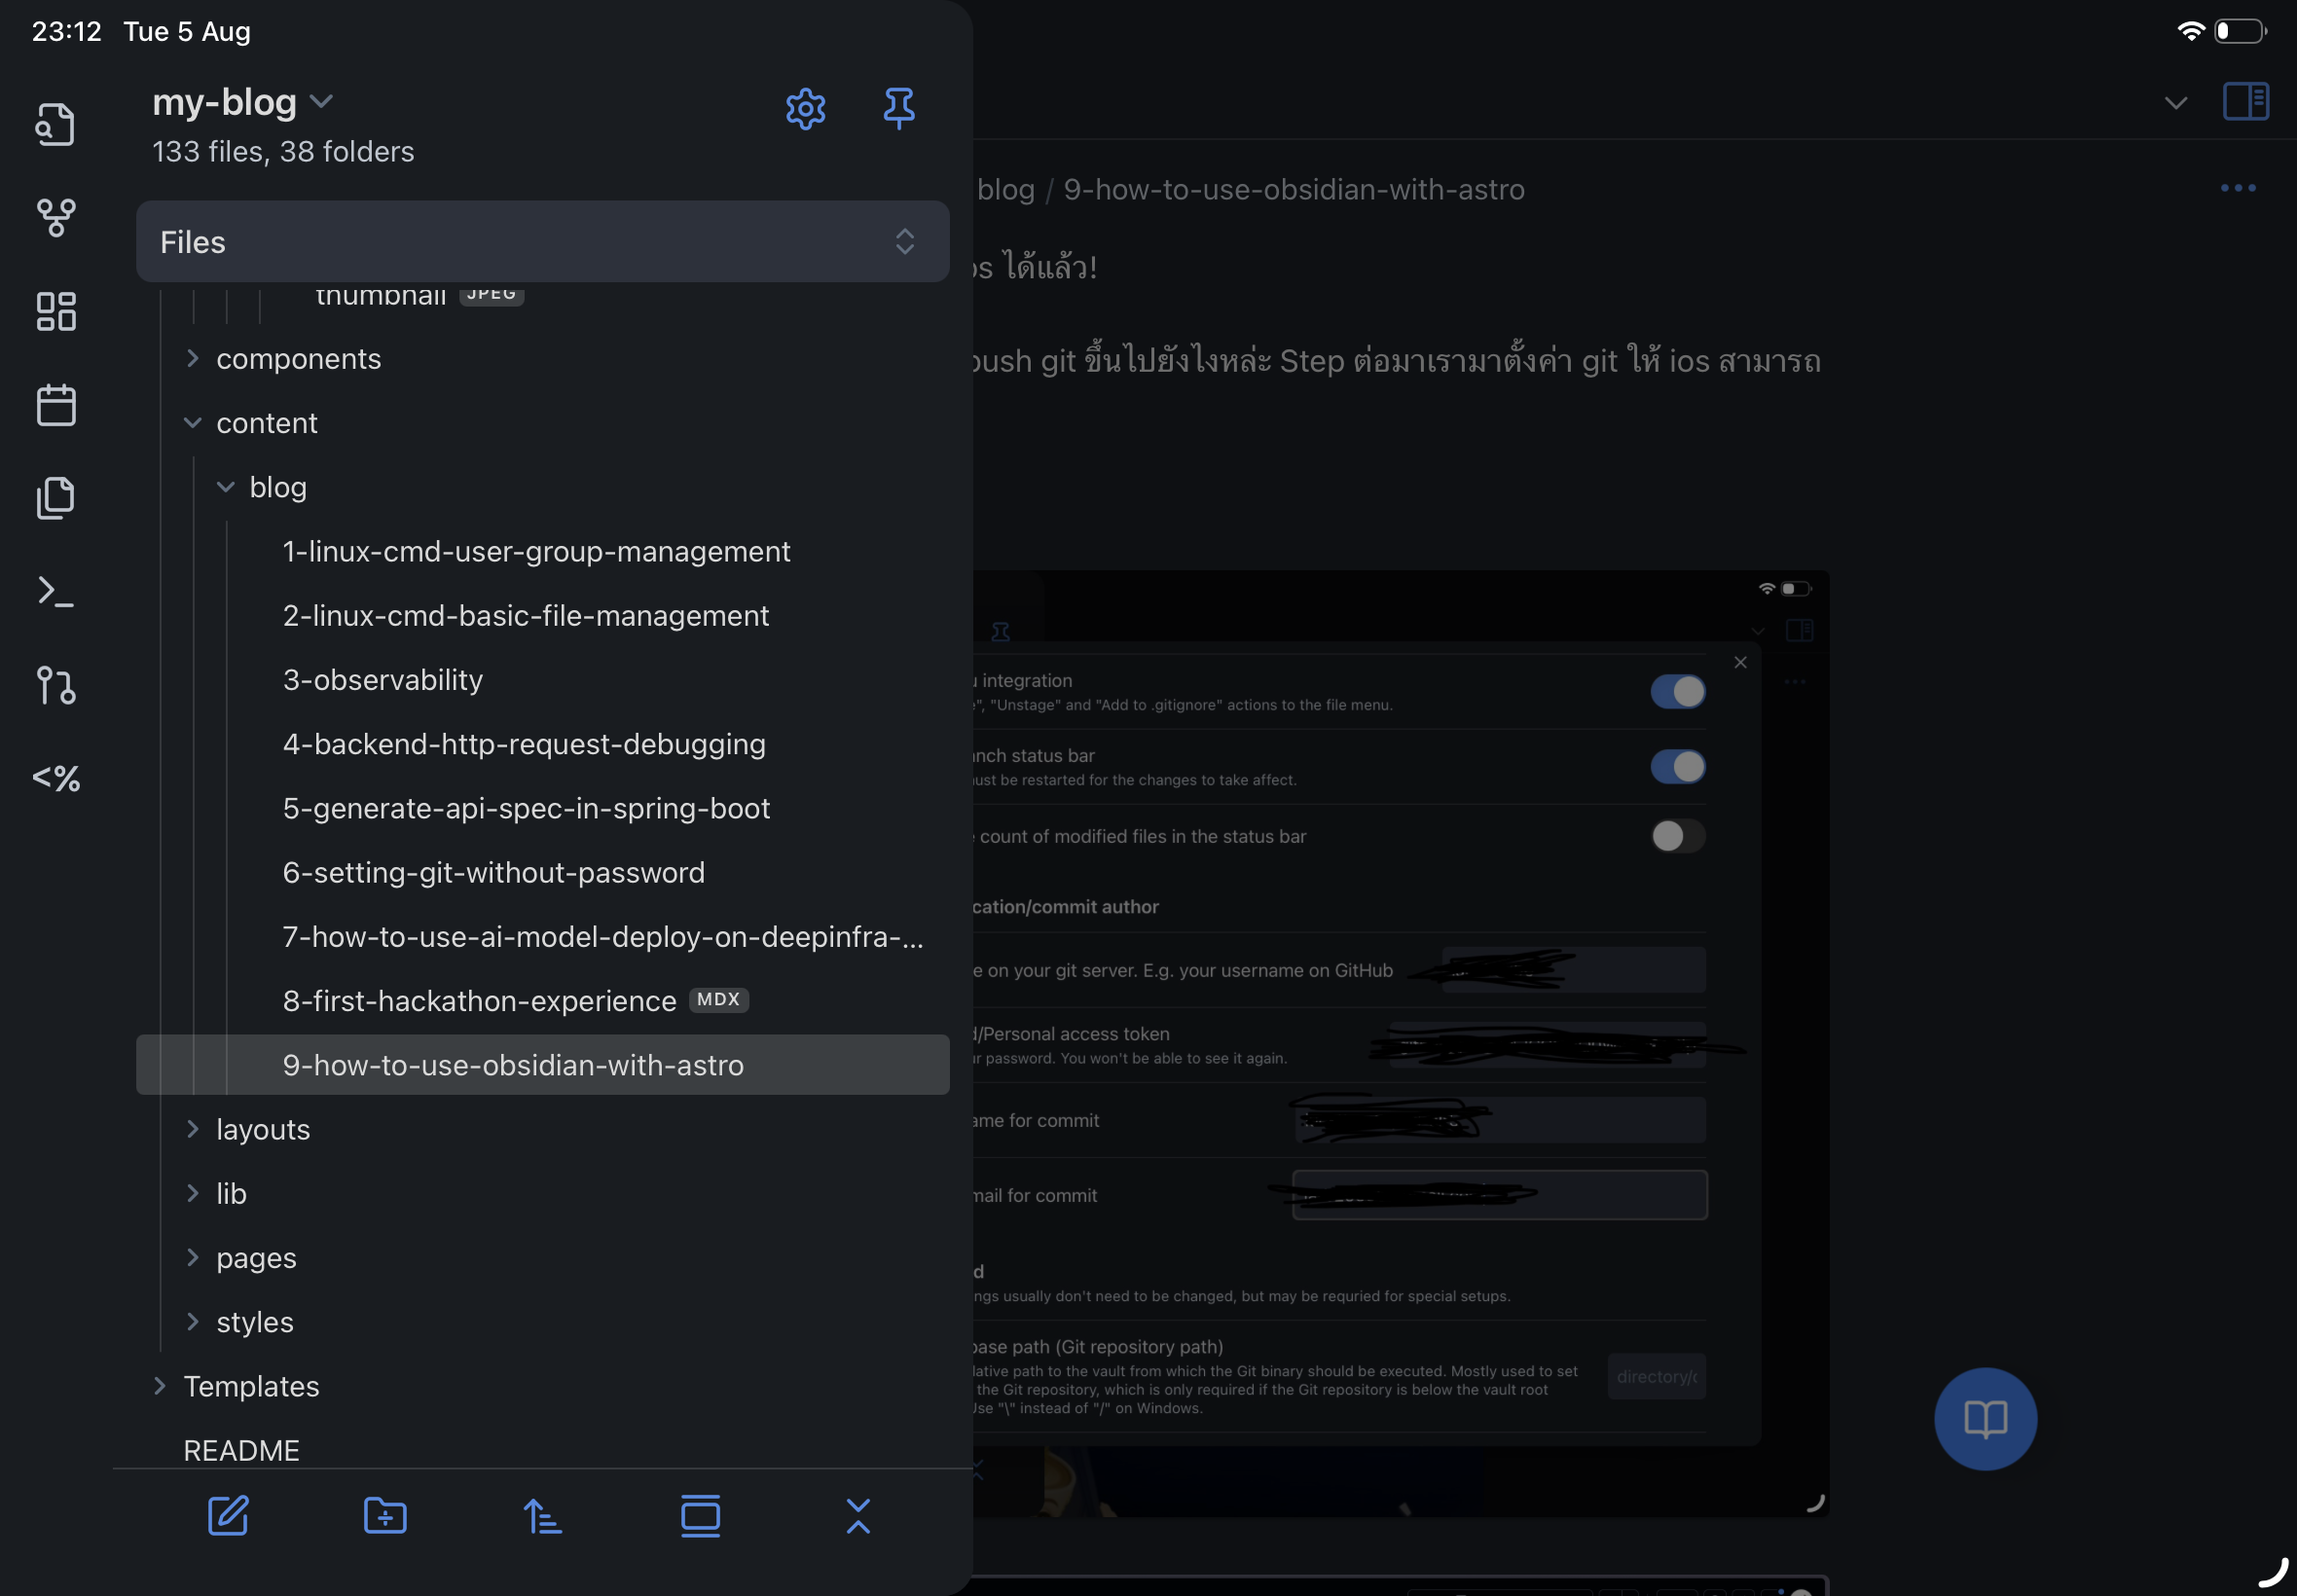 23:12 Tue 5 Aug
my-blog
133 files, 38 folders
Files
thumbnail JPEG
components
content
blog
1-linux-cmd-user-group-management
2-linux-cmd-basic-file-management
3-observability
4-backend-http-request-debugging
5-generate-api-spec-in-spring-boot
6-setting-git-without-password
7-how-to-use-ai-model-deploy-on-deepinfra-...
8-first-hackathon-experience MDX
9-how-to-use-obsidian-with-astro
layouts
lib
pages
styles
Templates
README
<%
blog / 9-how-to-use-obsidian-with-astro
os ได้แล้ว!
push git ขึ้นไปยังไงหล่ะ Step ต่อมาเรามาตั้งค่า git ให้ ios สามารถ
integration
"Unstage" and "Add to .gitignore" actions to the file menu.
status bar
must be restarted for the changes to take affect.
count of modified files in the status bar
commit author
on your git server. E.g. your username on GitHub
/Personal access token
password. You won't be able to see it again.
for commit
for commit
usually don't need to be changed, but may be requried for special setups.
base path (Git repository path)
path to the vault from which the Git binary should be executed. Mostly used to set
the Git repository, which is only required if the Git repository is below the vault root
Use "\" instead of "/" on Windows.
directory/